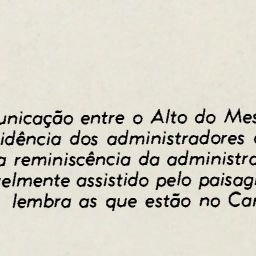 unicação entre o Alto do Mes
idência dos administradores
a reminiscência da administra
elmente assistido pelo paisag
lembra as que estão no Car